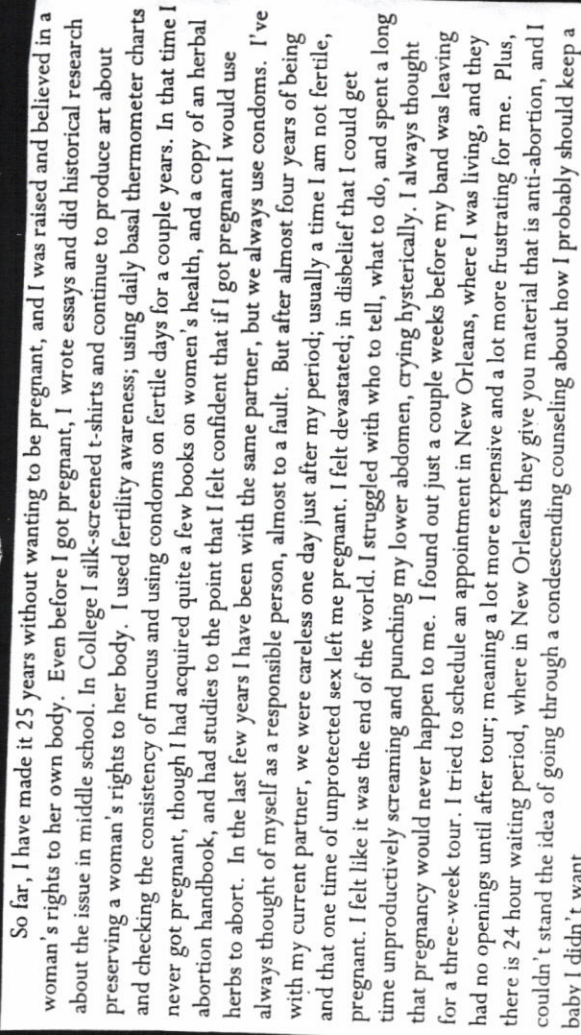 So far, I have made it 25 years without wanting to be pregnant, and I was raised and believed in a
woman's rights to her own body.  Even before I got pregnant, I  wrote essays and did historical research
about the issue in middle school. In College I silk-screened t-shirts and continue to produce art about
preserving a woman's rights to her body.  I used fertility awareness; using daily basal thermometer charts
and checking the consistency of mucus and using condoms on fertile days for a couple years. In that time I
never got pregnant, though I had acquired quite a few books on women's health, and a copy of an herbal
abortion handbook, and had studies to the point that I felt confident that if I got pregnant I would use
herbs to abort.  In the last few years I have been with the same partner, but we always use condoms.  I've
always thought of myself as a responsible person, almost to a fault.  But after almost four years of being
with my current partner, we were careless one day just after my period; usually a time I am not fertile,
and that one time of unprotected sex left me pregnant. I felt devastated; in disbelief that I could get
pregnant. I felt like it was the end of the world. I struggled with who to tell, what to do, and spent a long
time unproductively screaming and punching my lower abdomen, crying hysterically. I always thought
that pregnancy would never happen to me.  I found out just a couple weeks before my band was leaving
for a three-week tour. I tried to schedule an appointment in New Orleans, where I was living, and they
had no openings until after tour; meaning a lot more expensive and a lot more frustrating for me.  Plus,
there is 24 hour waiting period, where in New Orleans they give you material that is anti-abortion, and I
couldn't stand the idea of going through a condescending counseling about how I probably should keep a
baby I didn't want